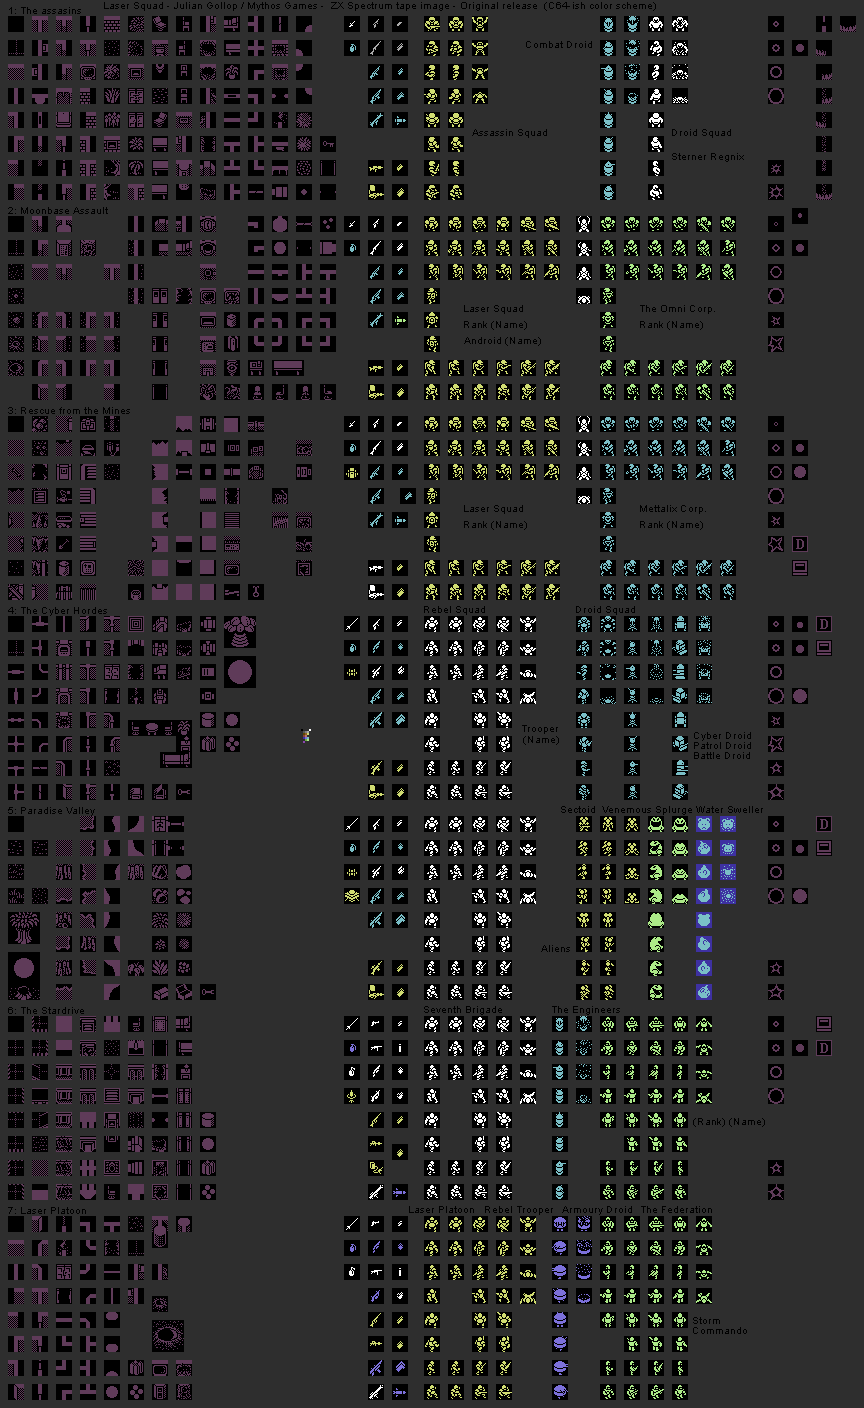 Laser Squad - Julian Gollop / Mythos Games - ZX Spectrum tape image - Original release (C64-ish color scheme)
1: The assasins
Combat Droid
Assassin Squad
Droid Squad
Sterner Regnix
2: Moonbase Assault
Laser Squad
Rank (Name)
Android (Name)
The Omni Corp.
Rank (Name)
3: Rescue from the Mines
Laser Squad
Rank (Name)
Mettalix Corp.
Rank (Name)
D
4: The Cyber Hordes
Rebel Squad
Droid Squad
D
Trooper
(Name)
Cyber Droid
Patrol Droid
Battle Droid
5: Paradise Valley
Sectoid Venemous Splurge Water Sweller
D
Aliens
6: The Stardrive
Seventh Brigade
The Engineers
D
(Rank) (Name)
7: Laser Platoon
Laser Platoon Rebel Trooper Armoury Droid The Federation
Storm
Commando